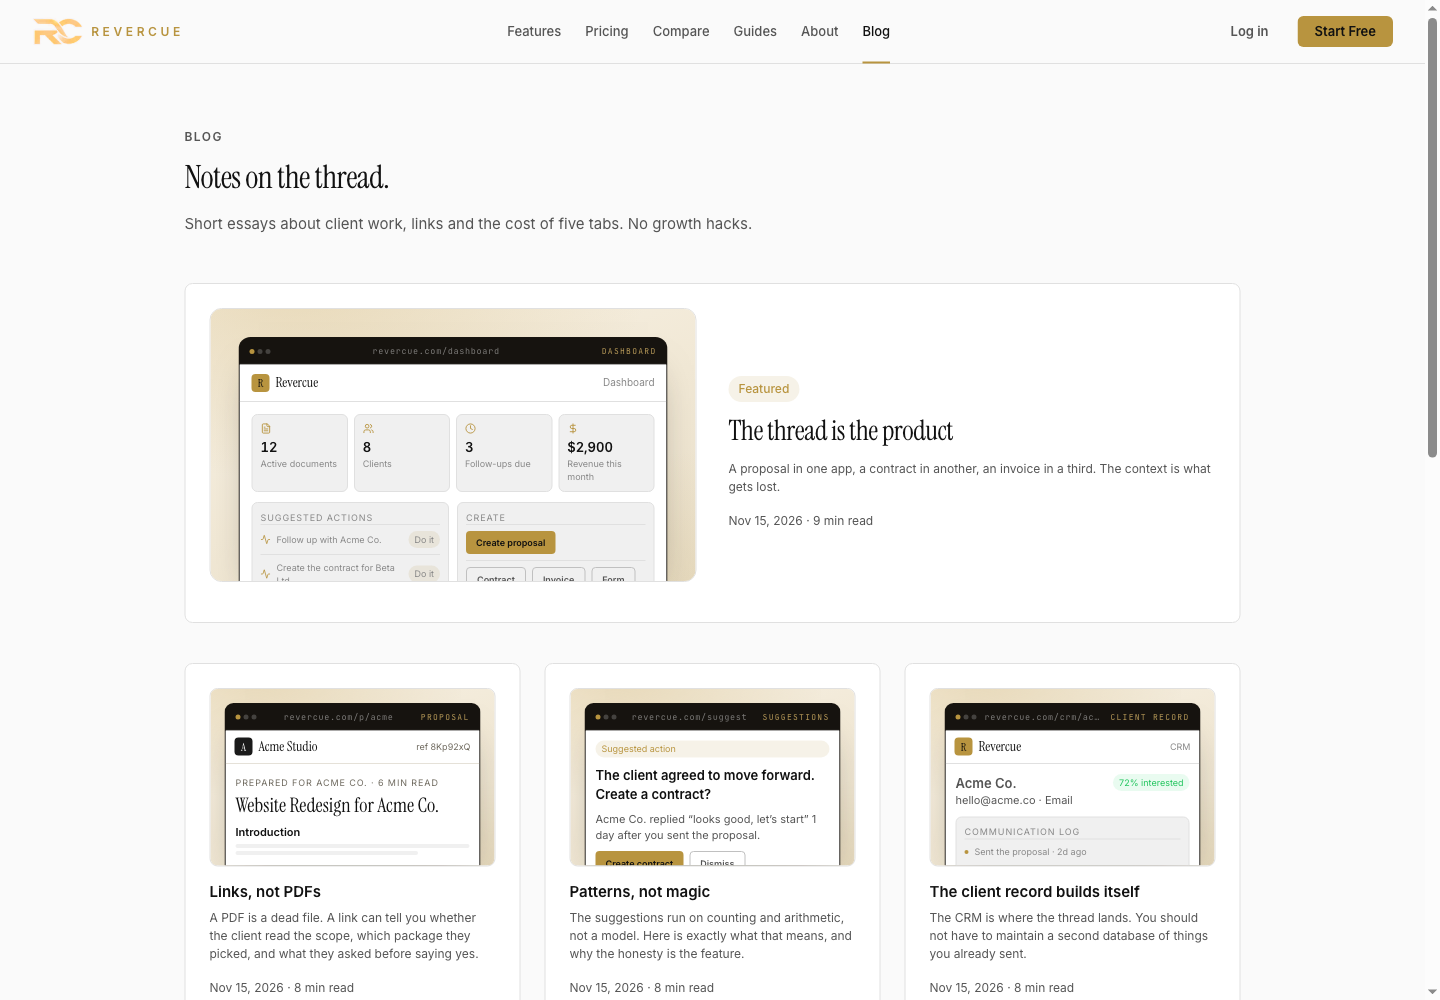 REVERCUE
Features Pricing Compare Guides About Blog
Log in Start Free
BLOG
Notes on the thread.
Short essays about client work, links and the cost of five tabs. No growth hacks.
revercue.com/dashboard DASHBOARD
R Revercue Dashboard
12
Active documents
8
Clients
3
Follow-ups due
$2,900
Revenue this
month
SUGGESTED ACTIONS
Follow up with Acme Co. Do it
Create the contract for Beta
Ltd. Do it
CREATE
Create proposal
Contract Invoice Form
Featured
The thread is the product
A proposal in one app, a contract in another, an invoice in a third. The context is what
gets lost.
Nov 15, 2026 · 9 min read
revercue.com/p/acme PROPOSAL
A Acme Studio ref 8Kp92xQ
PREPARED FOR ACME CO. · 6 MIN READ
Website Redesign for Acme Co.
Introduction
Links, not PDFs
A PDF is a dead file. A link can tell you whether
the client read the scope, which package they
picked, and what they asked before saying yes.
Nov 15, 2026 · 8 min read
revercue.com/suggest SUGGESTIONS
Suggested action
The client agreed to move forward.
Create a contract?
Acme Co. replied “looks good, let’s start” 1
day after you sent the proposal.
Create contract Dismiss
Patterns, not magic
The suggestions run on counting and arithmetic,
not a model. Here is exactly what that means, and
why the honesty is the feature.
Nov 15, 2026 · 8 min read
revercue.com/crm/ac… CLIENT RECORD
R Revercue CRM
Acme Co. 72% interested
hello@acme.co · Email
COMMUNICATION LOG
Sent the proposal · 2d ago
The client record builds itself
The CRM is where the thread lands. You should
not have to maintain a second database of things
you already sent.
Nov 15, 2026 · 8 min read